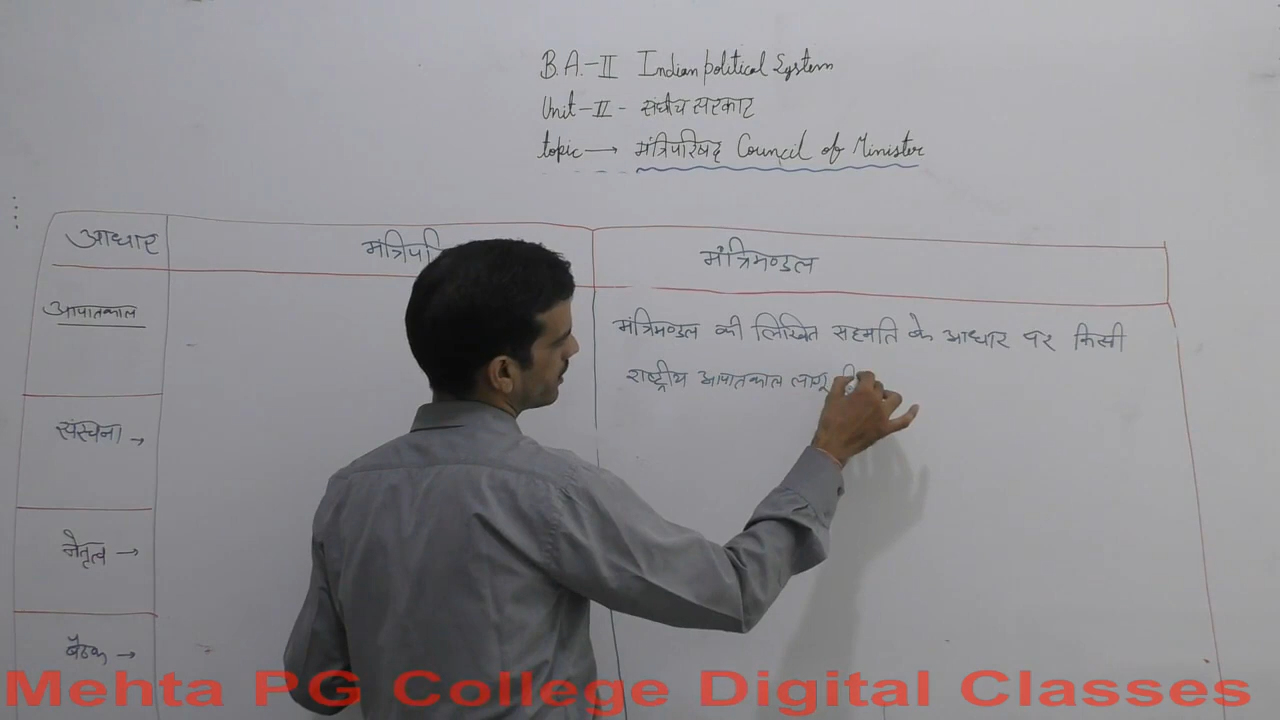 B.A.-II Indian political System
Unit-II - संघीय सरकार
topic → मंत्रिपरिषद् Council of Minister
आधार
मंत्रिमण्डल
आपातकाल
मंत्रिमण्डल की लिखित सहमति के आधार पर किसी
राष्ट्रीय आपातकाल लागू
संरचना →
नेतृत्व →
बैठक →
Mehta PG College Digital Classes